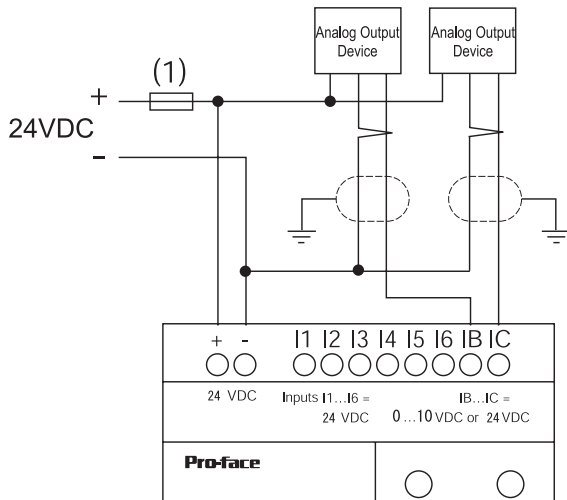 Analog Output
Device
Analog Output
Device
(1)
+
24VDC
-
+ - I1 I2 I3 I4 I5 I6 IB IC
24 VDC Inputs I1...I6 = IB...IC =
24 VDC 0...10 VDC or 24 VDC
Pro-face